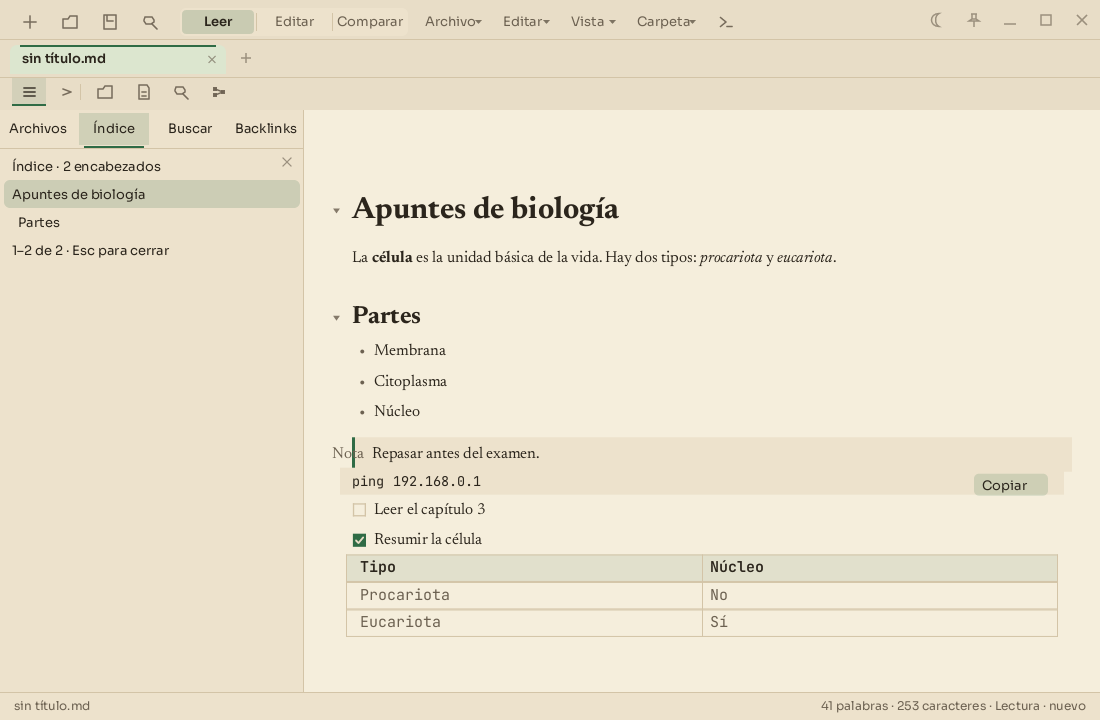 Leer Editar Comparar Archivo Editar Vista Carpeta
sin título.md
Archivos Índice Buscar Backlinks
Índice · 2 encabezados
Apuntes de biología
Partes
1–2 de 2 · Esc para cerrar
Apuntes de biología
La célula es la unidad básica de la vida. Hay dos tipos: procariota y eucariota.
Partes
• Membrana
• Citoplasma
• Núcleo
Nota Repasar antes del examen.
ping 192.168.0.1 Copiar
Leer el capítulo 3
Resumir la célula
Tipo Núcleo
Procariota No
Eucariota Sí
sin título.md 41 palabras · 253 caracteres · Lectura · nuevo